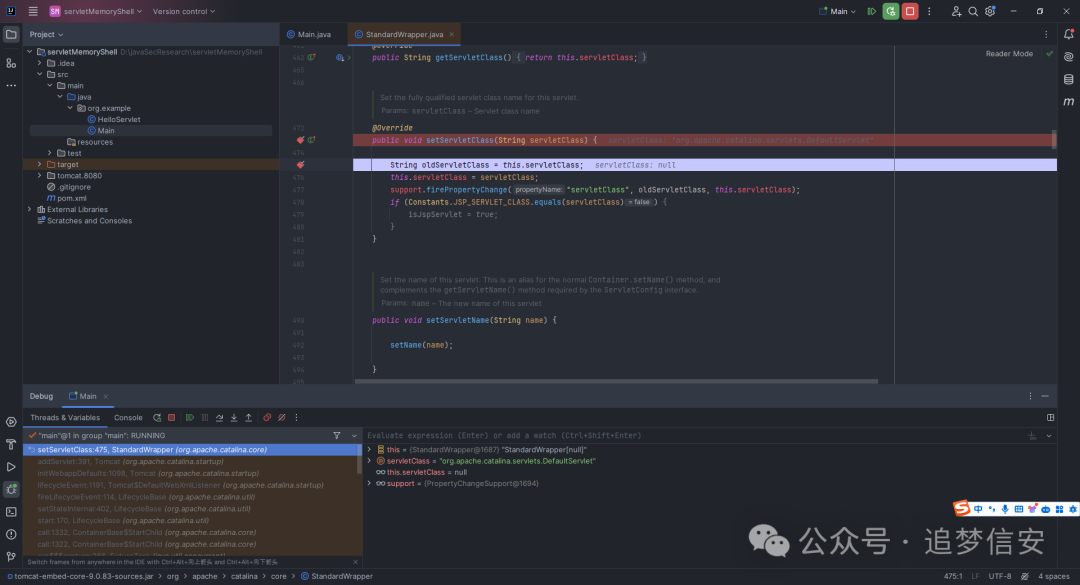 SM servletMemoryShell Version control Main
Project
Main.java StandardWrapper.java
servletMemoryShell D:\javaSecResearch\servletMemoryShell
.idea
src
main
java
org.example
HelloServlet
Main
resources
test
target
tomcat.8080
.gitignore
pom.xml
External Libraries
Scratches and Consoles
Reader Mode
@Override
463 public String getServletClass() { return this.servletClass; }
465
466
Set the fully qualified servlet class name for this servlet.
Params: servletClass – Servlet class name
472 @Override
public void setServletClass(String servletClass) { servletClass: "org.apache.catalina.servlets.DefaultServlet"
474
String oldServletClass = this.servletClass; servletClass: null
476 this.servletClass = servletClass;
477 support.firePropertyChange( propertyName: "servletClass", oldServletClass, this.servletClass);
478 if (Constants.JSP_SERVLET_CLASS.equals(servletClass) = false ) {
479 isJspServlet = true;
480 }
481 }
482
483
Set the name of this servlet. This is an alias for the normal Container.setName() method, and
complements the getServletName() method required by the ServletConfig interface.
Params: name – The new name of this servlet
490 public void setServletName(String name) {
491
492 setName(name);
493
494 }
495
Debug Main
Threads & Variables Console
"main"@1 in group "main": RUNNING
setServletClass:475, StandardWrapper (org.apache.catalina.core)
addServlet:391, Tomcat (org.apache.catalina.startup)
initWebappDefaults:1098, Tomcat (org.apache.catalina.startup)
lifecycleEvent:1191, Tomcat$DefaultWebXmlListener (org.apache.catalina.startup)
fireLifecycleEvent:114, LifecycleBase (org.apache.catalina.util)
setStateInternal:402, LifecycleBase (org.apache.catalina.util)
start:170, LifecycleBase (org.apache.catalina.util)
call:1332, ContainerBase$StartChild (org.apache.catalina.core)
call:1322, ContainerBase$StartChild (org.apache.catalina.core)
Switch frames from anywhere in the IDE with Ctrl+Alt+向上箭头 and Ctrl+Alt+向下箭头
Evaluate expression (Enter) or add a watch (Ctrl+Shift+Enter)
this = {StandardWrapper@1687} "StandardWrapper[null]"
servletClass = "org.apache.catalina.servlets.DefaultServlet"
this.servletClass = null
support = {PropertyChangeSupport@1694}
中
公众号 · 追梦信安
tomcat-embed-core-9.0.83-sources.jar > org > apache > catalina > core > StandardWrapper
475:1 LF UTF-8 4 spaces